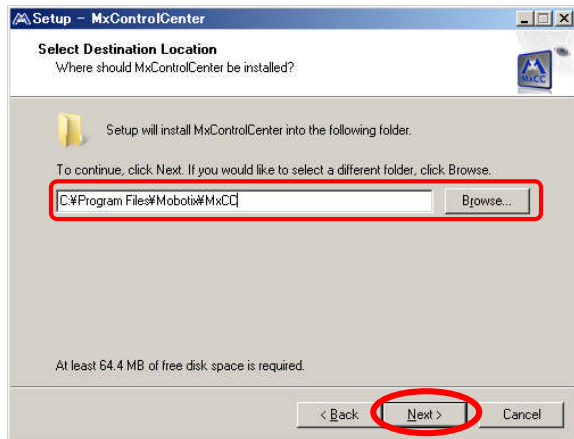 Setup - MxControlCenter
Select Destination Location
Where should MxControlCenter be installed?
MxCC
Setup will install MxControlCenter into the following folder.
To continue, click Next. If you would like to select a different folder, click Browse.
C:¥Program Files¥Mobotix¥MxCC
Browse...
At least 64.4 MB of free disk space is required.
< Back
Next >
Cancel